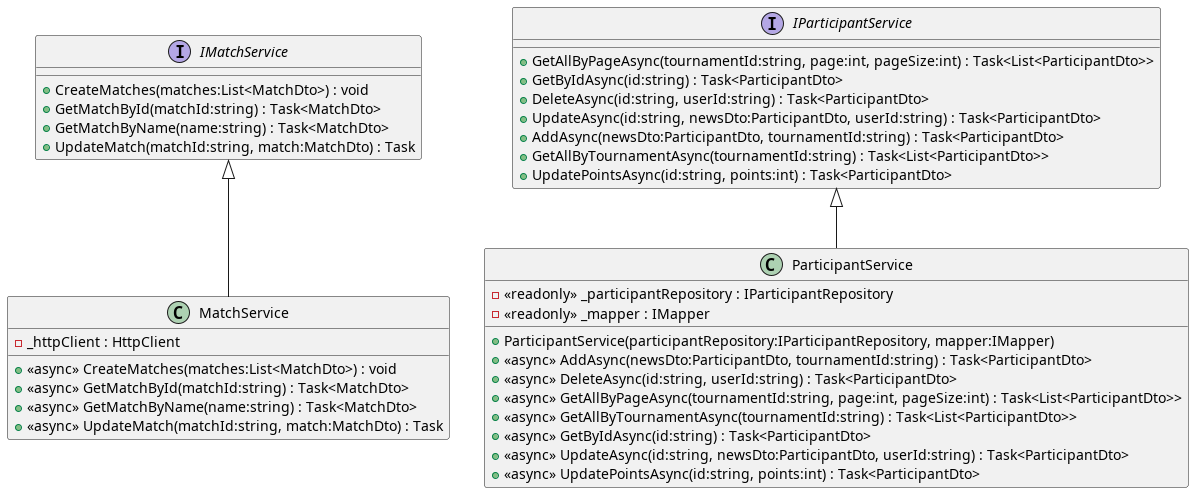 I IMatchService
CreateMatches(matches:List<MatchDto>) : void
GetMatchById(matchId:string) : Task<MatchDto>
GetMatchByName(name:string) : Task<MatchDto>
UpdateMatch(matchId:string, match:MatchDto) : Task
I IParticipantService
GetAllByPageAsync(tournamentId:string, page:int, pageSize:int) : Task<List<ParticipantDto>>
GetByIdAsync(id:string) : Task<ParticipantDto>
DeleteAsync(id:string, userId:string) : Task<ParticipantDto>
UpdateAsync(id:string, newsDto:ParticipantDto, userId:string) : Task<ParticipantDto>
AddAsync(newsDto:ParticipantDto, tournamentId:string) : Task<ParticipantDto>
GetAllByTournamentAsync(tournamentId:string) : Task<List<ParticipantDto>>
UpdatePointsAsync(id:string, points:int) : Task<ParticipantDto>
C MatchService
_httpClient : HttpClient
«async» CreateMatches(matches:List<MatchDto>) : void
«async» GetMatchById(matchId:string) : Task<MatchDto>
«async» GetMatchByName(name:string) : Task<MatchDto>
«async» UpdateMatch(matchId:string, match:MatchDto) : Task
C ParticipantService
«readonly» _participantRepository : IParticipantRepository
«readonly» _mapper : IMapper
ParticipantService(participantRepository:IParticipantRepository, mapper:IMapper)
«async» AddAsync(newsDto:ParticipantDto, tournamentId:string) : Task<ParticipantDto>
«async» DeleteAsync(id:string, userId:string) : Task<ParticipantDto>
«async» GetAllByPageAsync(tournamentId:string, page:int, pageSize:int) : Task<List<ParticipantDto>>
«async» GetAllByTournamentAsync(tournamentId:string) : Task<List<ParticipantDto>>
«async» GetByIdAsync(id:string) : Task<ParticipantDto>
«async» UpdateAsync(id:string, newsDto:ParticipantDto, userId:string) : Task<ParticipantDto>
«async» UpdatePointsAsync(id:string, points:int) : Task<ParticipantDto>